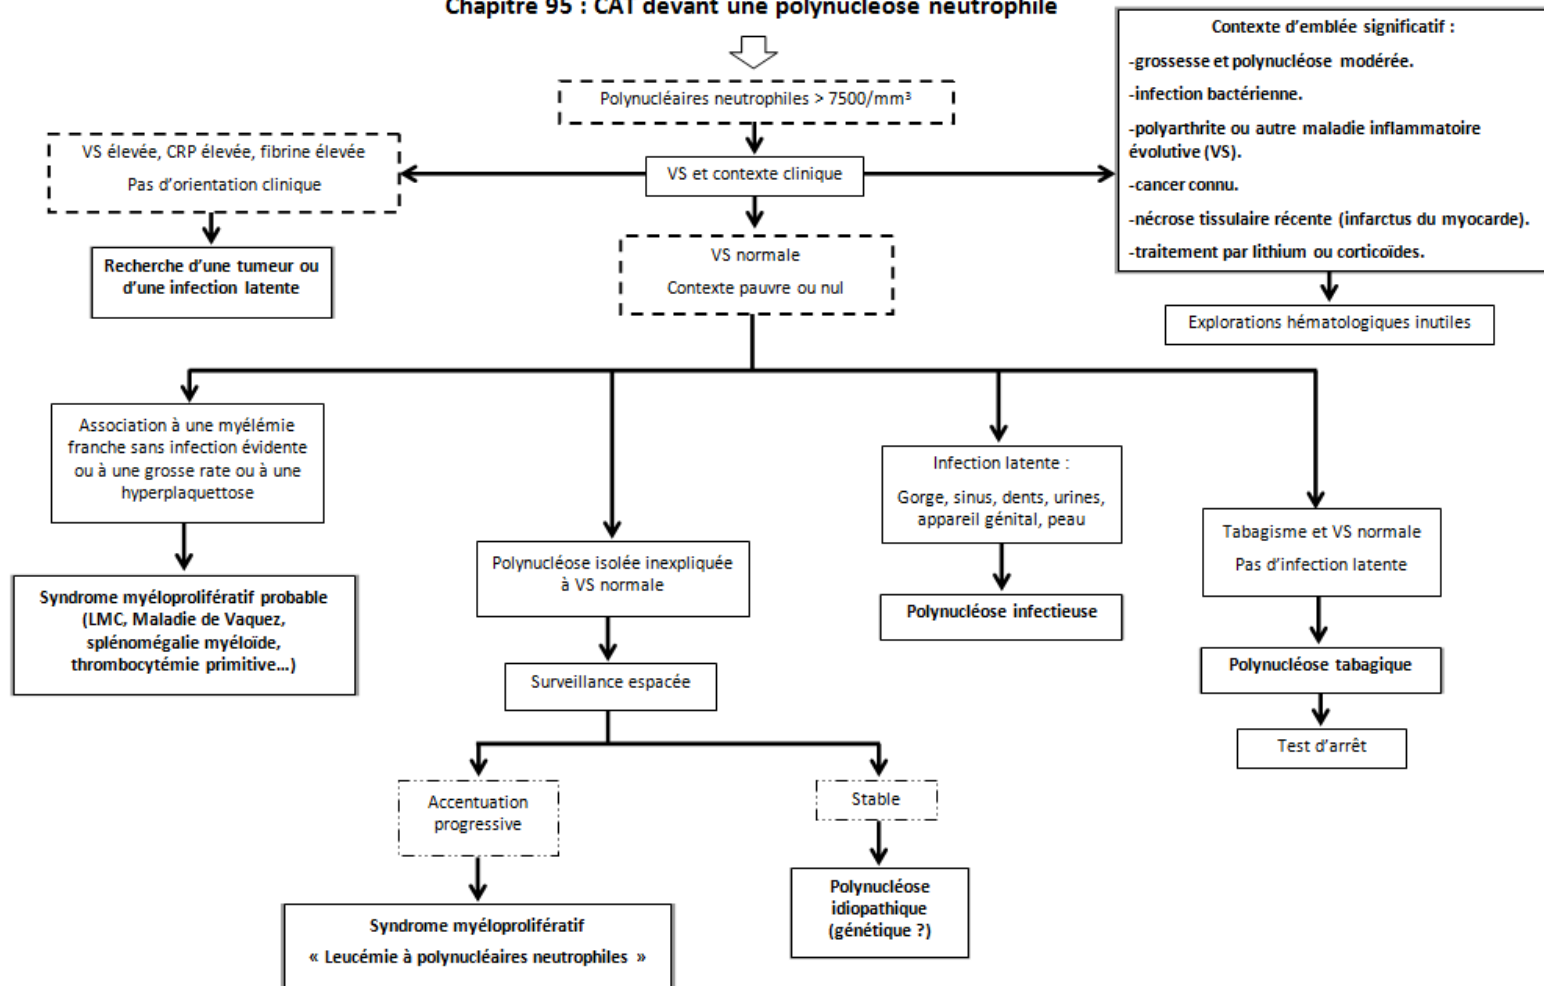 Chapitre 95 : CAT devant une polynucléose neutrophile
Polynucléaires neutrophiles > 7500/mm³
VS et contexte clinique
VS élevée, CRP élevée, fibrine élevée
Pas d'orientation clinique
Recherche d'une tumeur ou
d'une infection latente
Contexte d'emblée significatif :
-grossesse et polynucléose modérée.
-infection bactérienne.
-polyarthrite ou autre maladie inflammatoire
évolutive (VS).
-cancer connu.
-nécrose tissulaire récente (infarctus du myocarde).
-traitement par lithium ou corticoïdes.
Explorations hématologiques inutiles
VS normale
Contexte pauvre ou nul
Association à une myélémie
franche sans infection évidente
ou à une grosse rate ou à une
hyperplaquettose
Syndrome myéloprolifératif probable
(LMC, Maladie de Vaquez,
splénomégalie myéloïde,
thrombocytémie primitive...)
Polynucléose isolée inexpliquée
à VS normale
Surveillance espacée
Accentuation
progressive
Syndrome myéloprolifératif
« Leucémie à polynucléaires neutrophiles »
Stable
Polynucléose
idiopathique
(génétique ?)
Infection latente :
Gorge, sinus, dents, urines,
appareil génital, peau
Polynucléose infectieuse
Tabagisme et VS normale
Pas d'infection latente
Polynucléose tabagique
Test d'arrêt